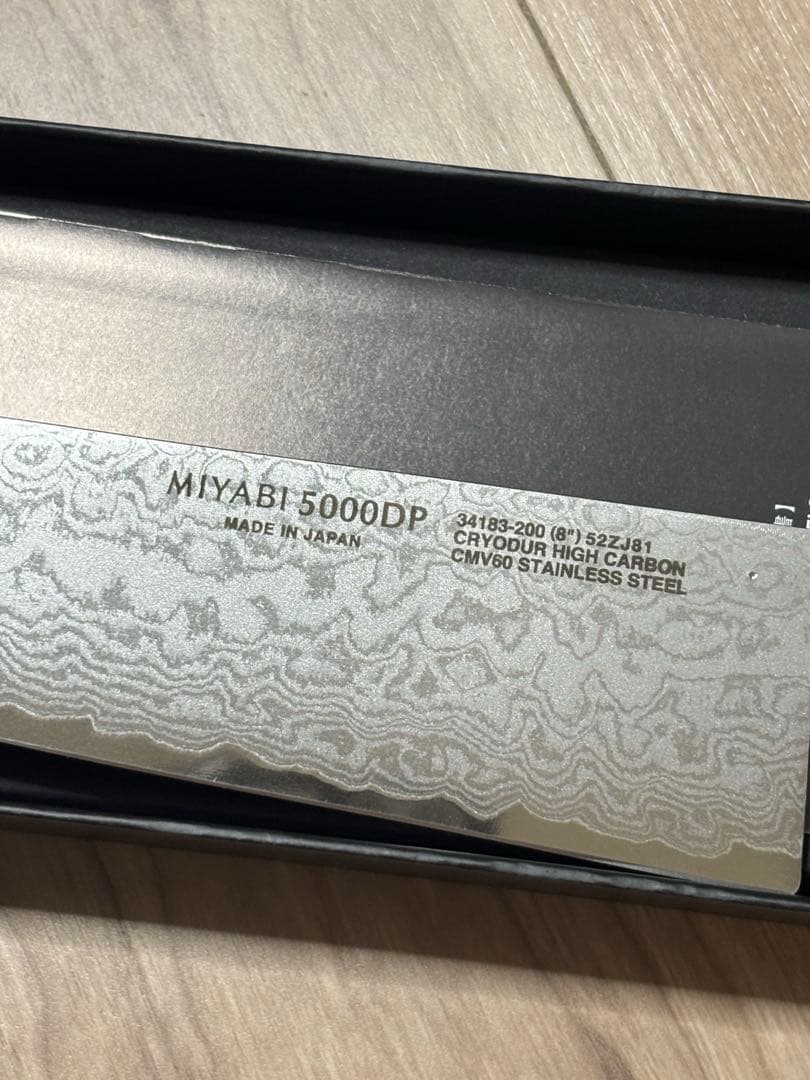 MIYABI 5000DP
MADE IN JAPAN
34183-200 (8") 52ZJ81
CRYODUR HIGH CARBON
CMV60 STAINLESS STEEL